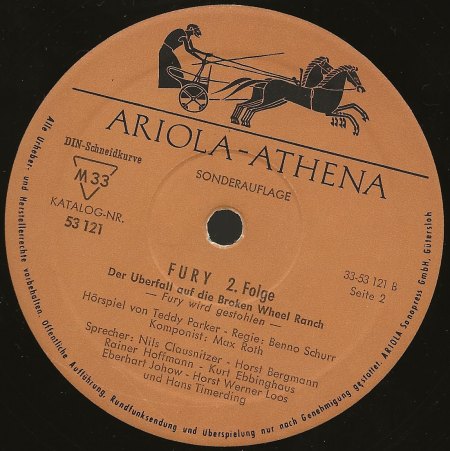 ARIOLA-ATHENA
SONDERAUFLAGE
DIN-Schneidkurve
M 33
KATALOG-NR.
53 121
33-53 121 B
Seite 2
FURY 2. Folge
Der Uberfall auf die Broken Wheel Ranch
— Fury wird gestohlen —
Hörspiel von Teddy Parker - Regie: Benno Schurr
Komponist: Max Roth
Sprecher: Nils Clausnitzer - Horst Bergmann
Rainer Hoffmann - Kurt Ebbinghaus
Eberhart Johow - Horst Werner Loos
und Hans Timerding
Alle Urheber- und Herstellerrechte vorbehalten. Öffentliche Aufführung, Rundfunksendung und Überspielung nur nach Genehmigung gestattet. ARIOLA Sonopress GmbH, Gütersloh